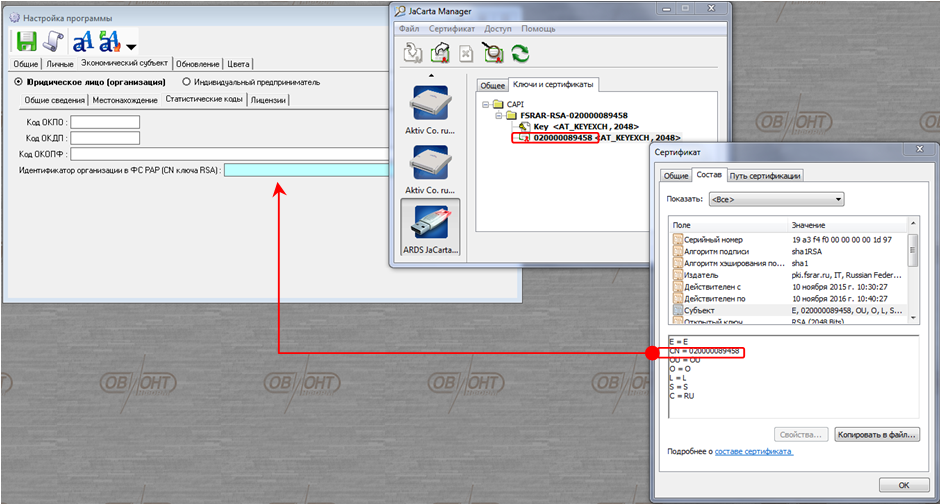 Настройка программы
Общие Личные Экономический субъект Обновление Цвета
Юридическое лицо (организация) Индивидуальный предприниматель
Общие сведения Местонахождение Статистические коды Лицензии
Код ОКПО :
Код ОКДП :
Код ОКОПФ :
Идентификатор организации в ФС РАР (CN ключа RSA) :
JaCarta Manager
Файл Сертификат Доступ Помощь
Aktiv Co. ru...
Aktiv Co. ru...
ARDS JaCarta...
Общее Ключи и сертификаты
CAPI
FSRAR-RSA-020000089458
Key <AT_KEYEXCH, 2048>
020000089458 <AT_KEYEXCH, 2048>
Сертификат
Общие Состав Путь сертификации
Показать: <Все>
Поле Значение
Серийный номер 19 a3 f4 f0 00 00 00 00 1d 97
Алгоритм подписи sha1RSA
Алгоритм хэширования по... sha1
Издатель pki.fsrar.ru, IT, Russian Feder...
Действителен с 10 ноября 2015 г. 10:30:27
Действителен по 10 ноября 2016 г. 10:40:27
Субъект E, 020000089458, OU, O, L, S...
Открытый ключ RSA (2048 Bits)
E = E
CN = 020000089458
OU = OU
O = O
L = L
S = S
C = RU
Свойства... Копировать в файл...
Подробнее о составе сертификата
OK